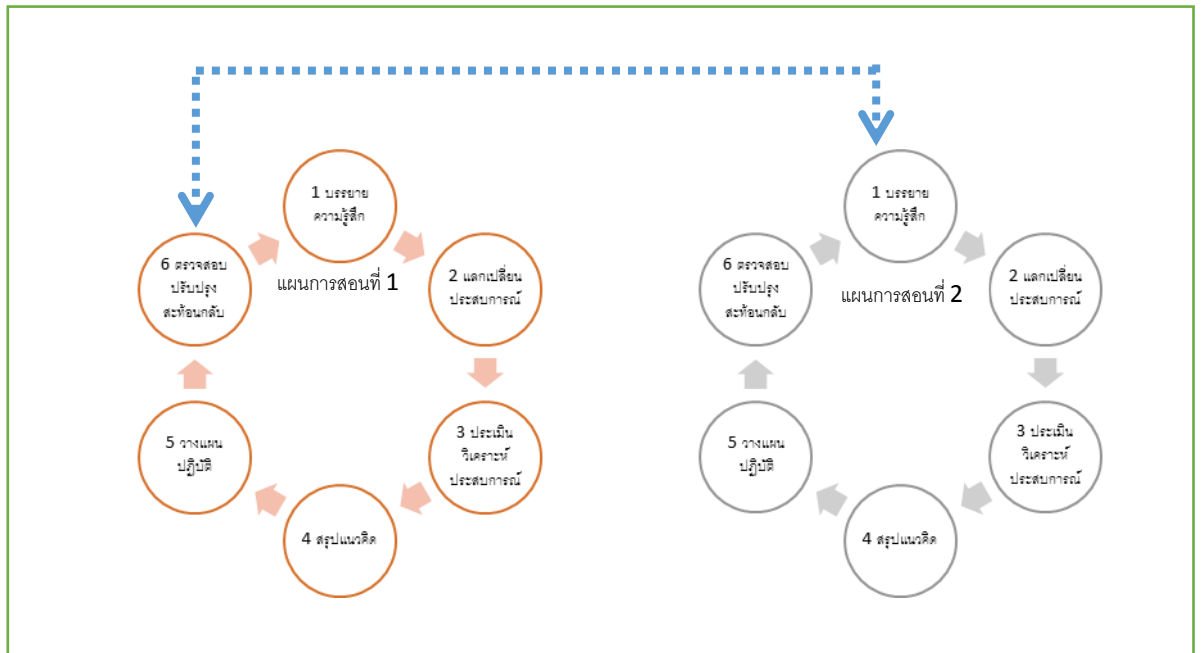 1 บรรยาย
ความรู้สึก
2 แลกเปลี่ยน
ประสบการณ์
3 ประเมิน
วิเคราะห์
ประสบการณ์
4 สรุปแนวคิด
5 วางแผน
ปฏิบัติ
6 ตรวจสอบ
ปรับปรุง
สะท้อนกลับ
แผนการสอนที่ 1
1 บรรยาย
ความรู้สึก
2 แลกเปลี่ยน
ประสบการณ์
3 ประเมิน
วิเคราะห์
ประสบการณ์
4 สรุปแนวคิด
5 วางแผน
ปฏิบัติ
6 ตรวจสอบ
ปรับปรุง
สะท้อนกลับ
แผนการสอนที่ 2